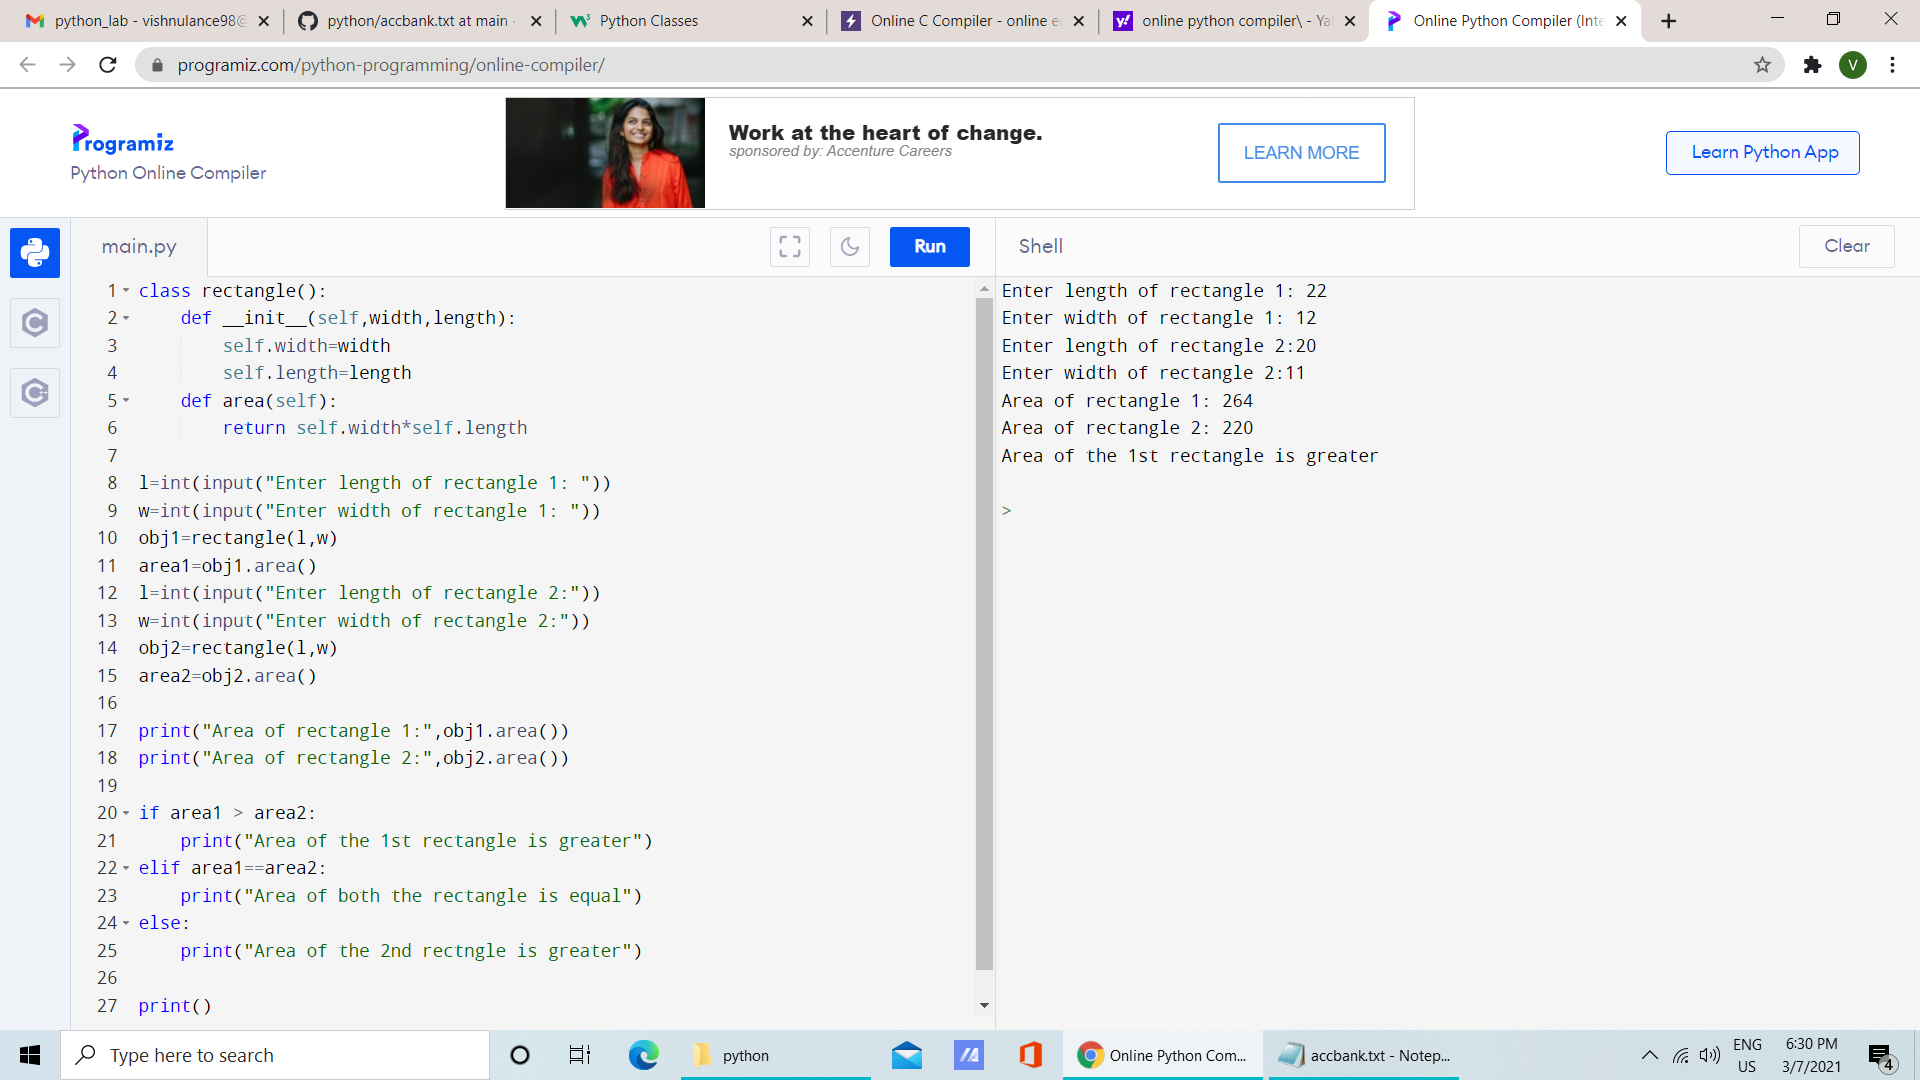 python_lab - vishnulance98@
python/accbank.txt at main
Python Classes
Online C Compiler - online e
online python compiler\ - Ya
Online Python Compiler (Inte
programiz.com/python-programming/online-compiler/
V
Programiz
Python Online Compiler
Work at the heart of change.
sponsored by: Accenture Careers
LEARN MORE
Learn Python App
main.py
Run
Shell
Clear
1 class rectangle():
2     def __init__(self,width,length):
3         self.width=width
4         self.length=length
5     def area(self):
6         return self.width*self.length
7
8 l=int(input("Enter length of rectangle 1: "))
9 w=int(input("Enter width of rectangle 1: "))
10 obj1=rectangle(l,w)
11 area1=obj1.area()
12 l=int(input("Enter length of rectangle 2:"))
13 w=int(input("Enter width of rectangle 2:"))
14 obj2=rectangle(l,w)
15 area2=obj2.area()
16
17 print("Area of rectangle 1:",obj1.area())
18 print("Area of rectangle 2:",obj2.area())
19
20 if area1 > area2:
21     print("Area of the 1st rectangle is greater")
22 elif area1==area2:
23     print("Area of both the rectangle is equal")
24 else:
25     print("Area of the 2nd rectngle is greater")
26
27 print()
Enter length of rectangle 1: 22
Enter width of rectangle 1: 12
Enter length of rectangle 2:20
Enter width of rectangle 2:11
Area of rectangle 1: 264
Area of rectangle 2: 220
Area of the 1st rectangle is greater
>
Type here to search
python
Online Python Com...
accbank.txt - Notep...
ENG
US
6:30 PM
3/7/2021
4